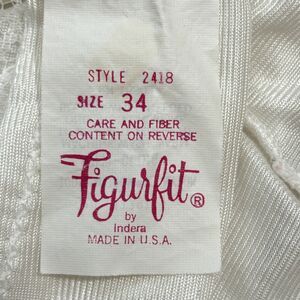 STYLE 2418
SIZE 34
CARE AND FIBER
CONTENT ON REVERSE
Figurfit®
by
Indera
MADE IN U.S.A.